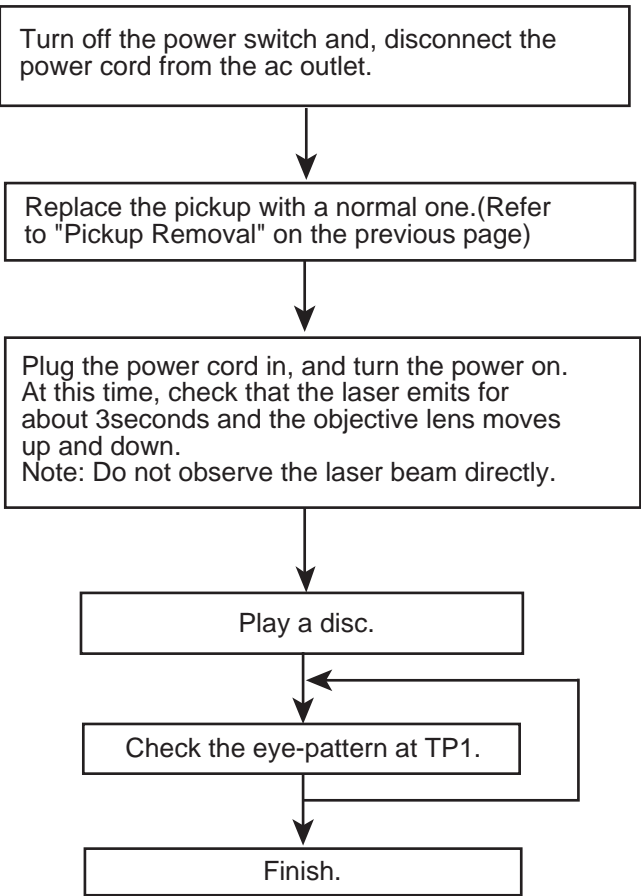 Turn off the power switch and, disconnect the
power cord from the ac outlet.
Replace the pickup with a normal one.(Refer
to "Pickup Removal" on the previous page)
Plug the power cord in, and turn the power on.
At this time, check that the laser emits for
about 3seconds and the objective lens moves
up and down.
Note: Do not observe the laser beam directly.
Play a disc.
Check the eye-pattern at TP1.
Finish.